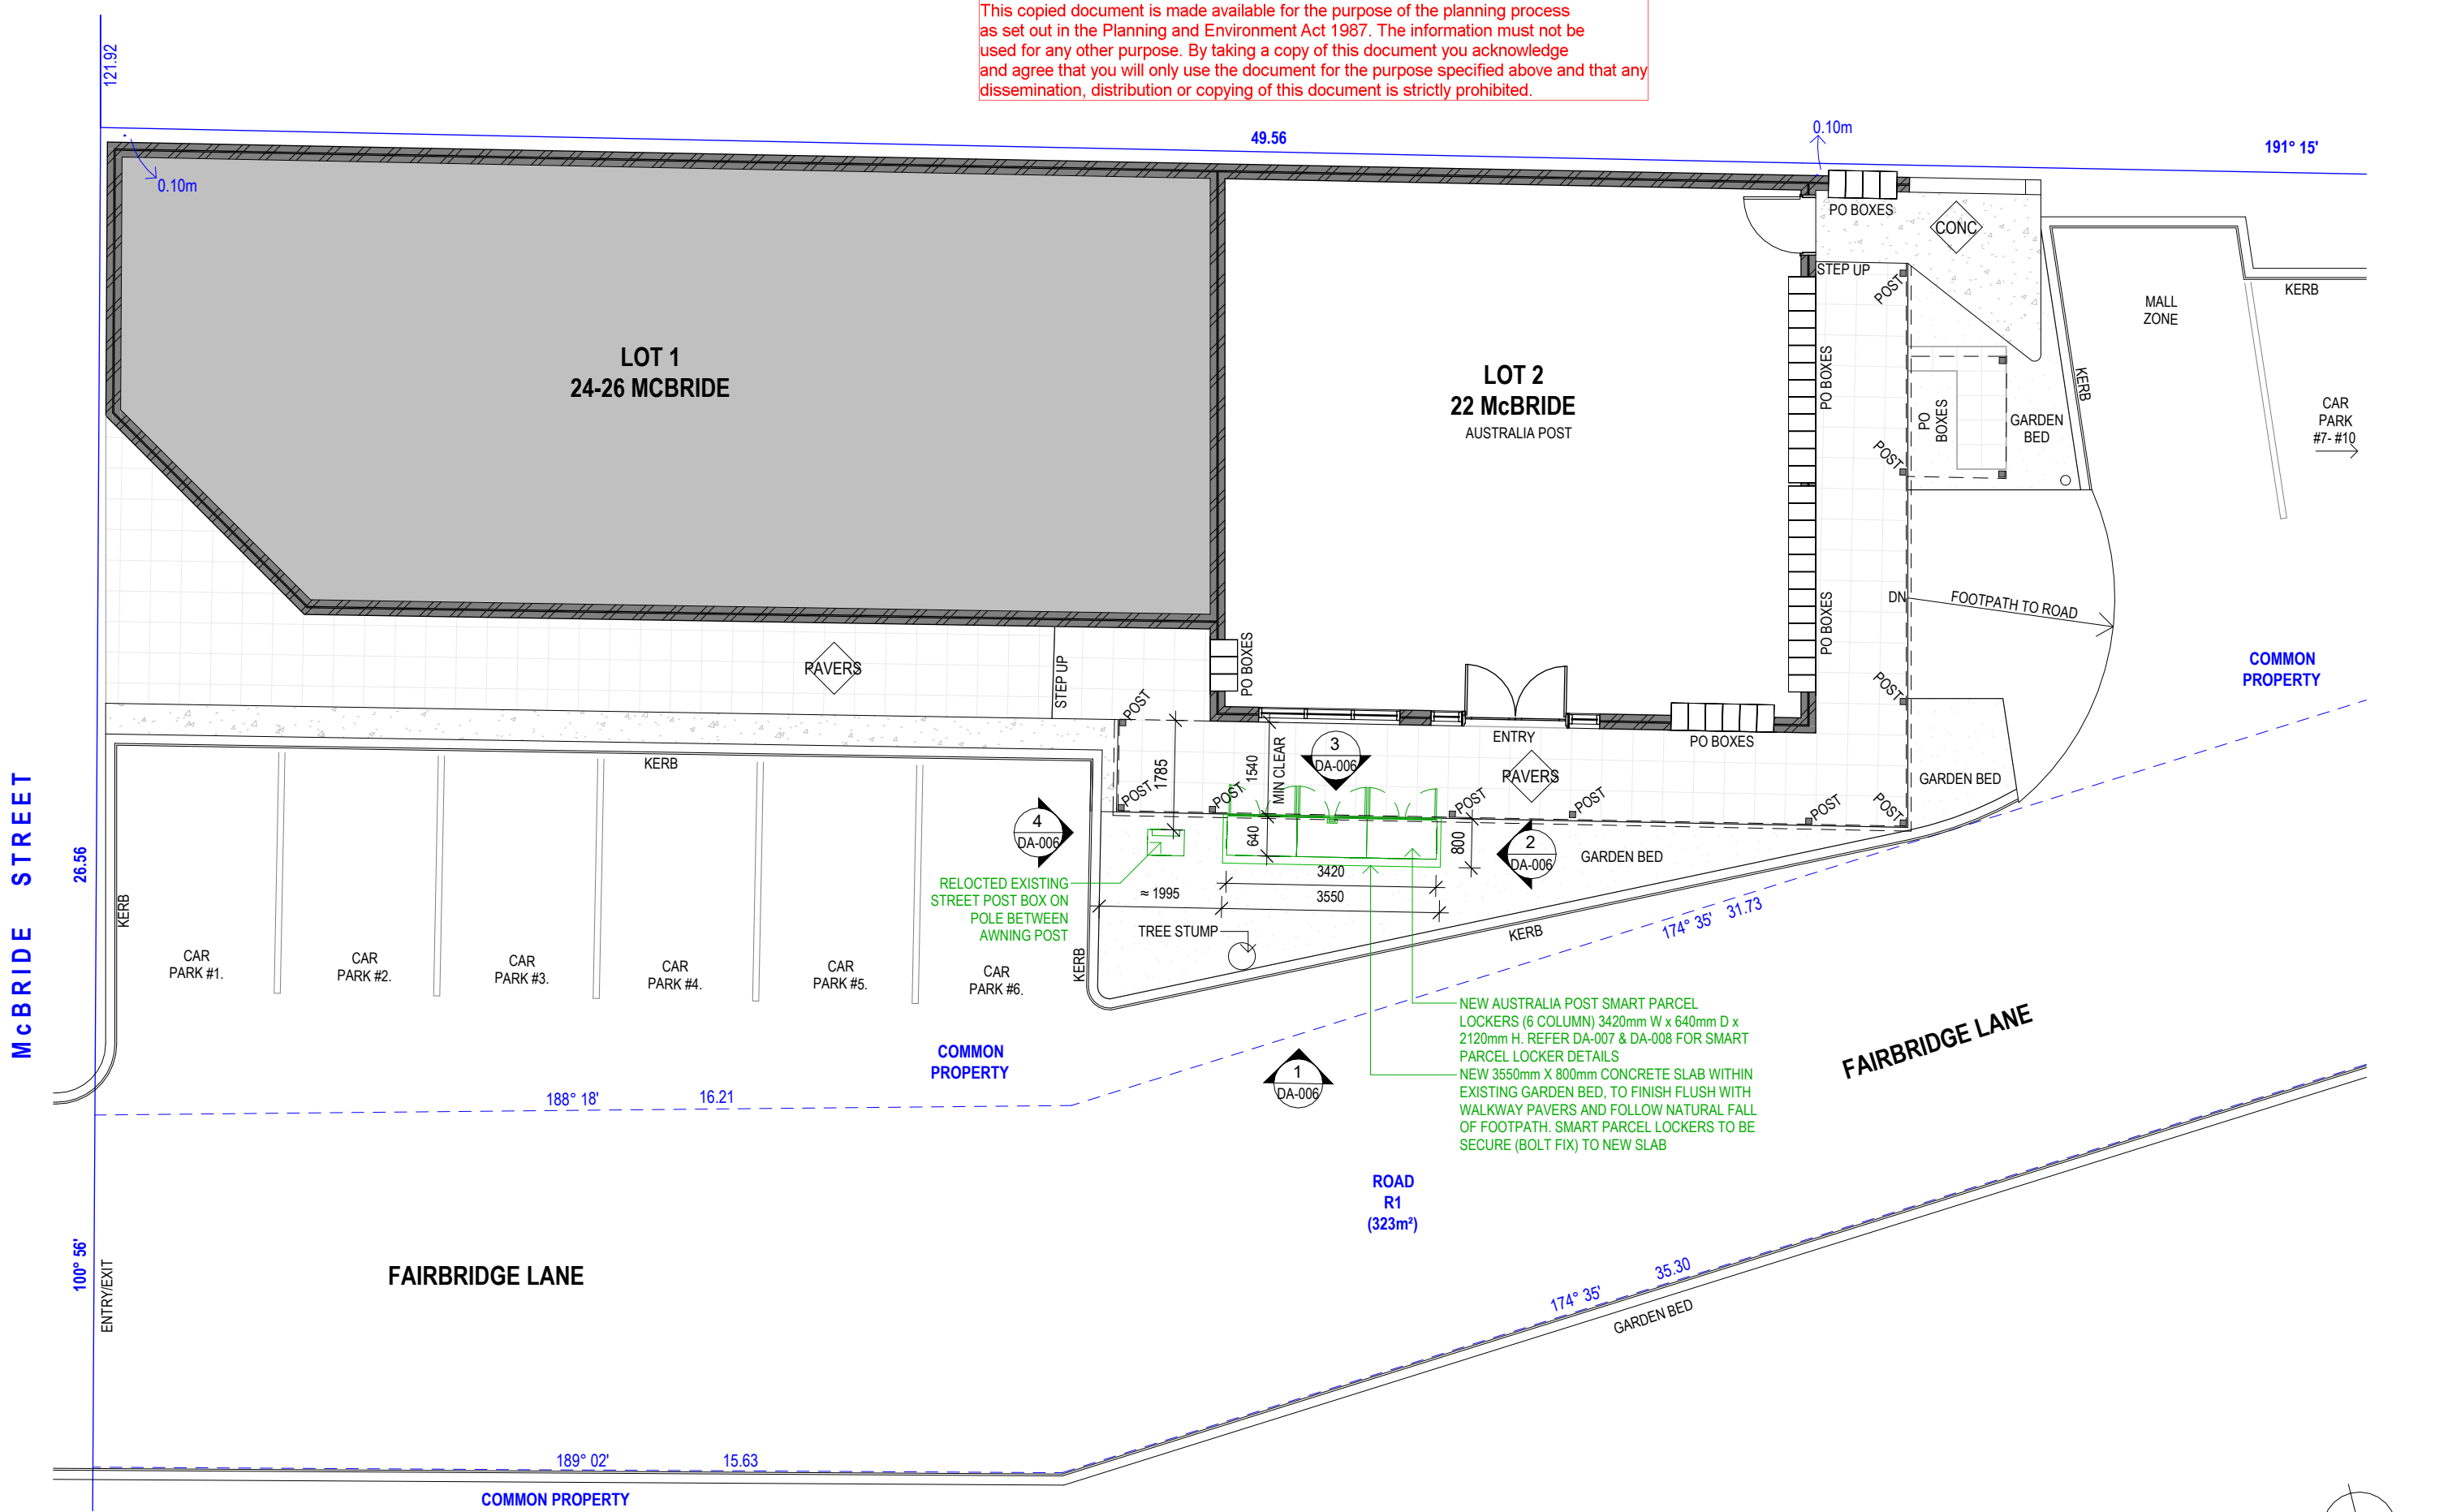 This copied document is made available for the purpose of the planning process
as set out in the Planning and Environment Act 1987. The information must not be
used for any other purpose. By taking a copy of this document you acknowledge
and agree that you will only use the document for the purpose specified above and that any
dissemination, distribution or copying of this document is strictly prohibited.
121.92
49.56
0.10m
191° 15'
0.10m
PO BOXES
CONC
STEP UP
POST
MALL
ZONE
KERB
LOT 1
24-26 MCBRIDE
LOT 2
22 McBRIDE
AUSTRALIA POST
PO BOXES
PO
BOXES
GARDEN
BED
KERB
CAR
PARK
#7- #10
POST
DN
FOOTPATH TO ROAD
PO BOXES
COMMON
PROPERTY
PAVERS
STEP UP
PO BOXES
POST
POST
ENTRY
PO BOXES
KERB
1785
1540
MIN CLEAR
3
DA-006
PAVERS
GARDEN BED
POST
POST
POST
POST
POST
POST
4
DA-006
640
800
2
DA-006
GARDEN BED
McBRIDE STREET
26.56
KERB
RELOCTED EXISTING
STREET POST BOX ON
POLE BETWEEN
AWNING POST
3420
≈ 1995
3550
TREE STUMP
KERB
KERB
174° 35' 31.73
CAR
PARK #1.
CAR
PARK #2.
CAR
PARK #3.
CAR
PARK #4.
CAR
PARK #5.
CAR
PARK #6.
NEW AUSTRALIA POST SMART PARCEL
LOCKERS (6 COLUMN) 3420mm W x 640mm D x
2120mm H. REFER DA-007 & DA-008 FOR SMART
PARCEL LOCKER DETAILS
NEW 3550mm X 800mm CONCRETE SLAB WITHIN
EXISTING GARDEN BED, TO FINISH FLUSH WITH
WALKWAY PAVERS AND FOLLOW NATURAL FALL
OF FOOTPATH. SMART PARCEL LOCKERS TO BE
SECURE (BOLT FIX) TO NEW SLAB
FAIRBRIDGE LANE
COMMON
PROPERTY
1
DA-006
188° 18' 16.21
ROAD
R1
(323m²)
100° 56'
ENTRY/EXIT
FAIRBRIDGE LANE
174° 35' 35.30
GARDEN BED
189° 02' 15.63
COMMON PROPERTY